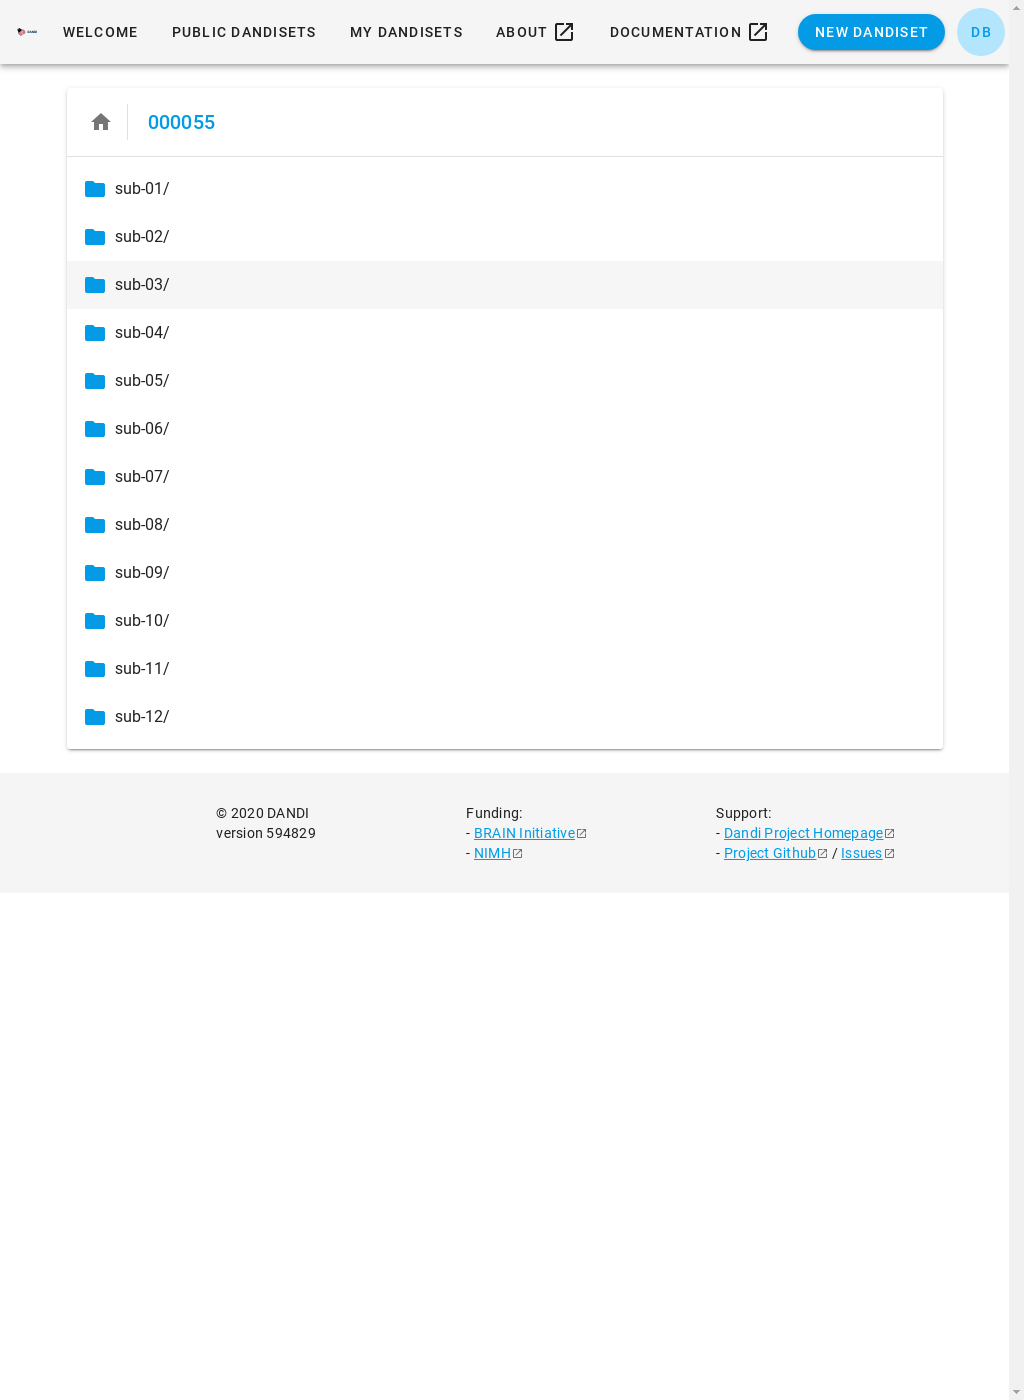 WELCOME PUBLIC DANDISETS MY DANDISETS ABOUT DOCUMENTATION NEW DANDISET DB
000055
sub-01/
sub-02/
sub-03/
sub-04/
sub-05/
sub-06/
sub-07/
sub-08/
sub-09/
sub-10/
sub-11/
sub-12/
© 2020 DANDI
version 594829
Funding:
- BRAIN Initiative
- NIMH
Support:
- Dandi Project Homepage
- Project Github / Issues